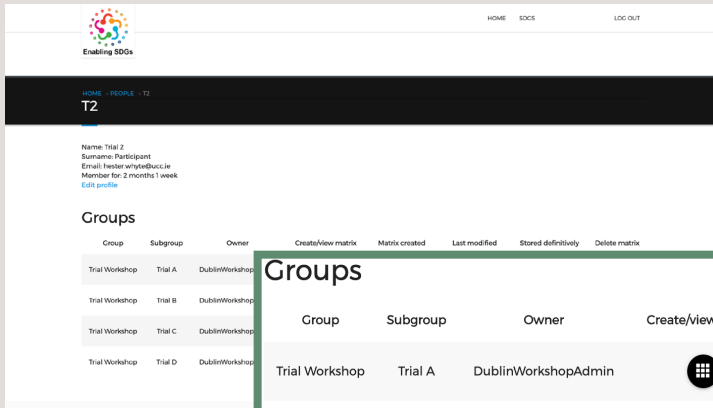 HOME SDGS LOG OUT
Enabling SDGs
HOME - PEOPLE - T2
T2
Name: Trial 2
Surname: Participant
Email: hester.whyte@ucc.ie
Member for: 2 months 1 week
Edit profile
Groups
Group Subgroup Owner Create/view matrix Matrix created Last modified Stored definitively Delete matrix
Trial Workshop Trial A DublinWorkshop
Trial Workshop Trial B DublinWorkshop
Trial Workshop Trial C DublinWorkshop
Trial Workshop Trial D DublinWorkshop
Groups
Group Subgroup Owner Create/view
Trial Workshop Trial A DublinWorkshopAdmin